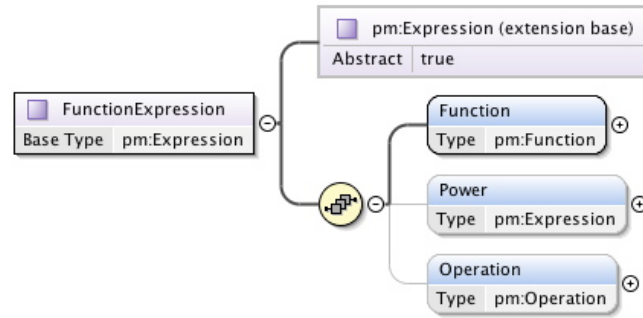 pm:Expression (extension base)
Abstract true
FunctionExpression
Base Type pm:Expression
Function
Type pm:Function
Power
Type pm:Expression
Operation
Type pm:Operation